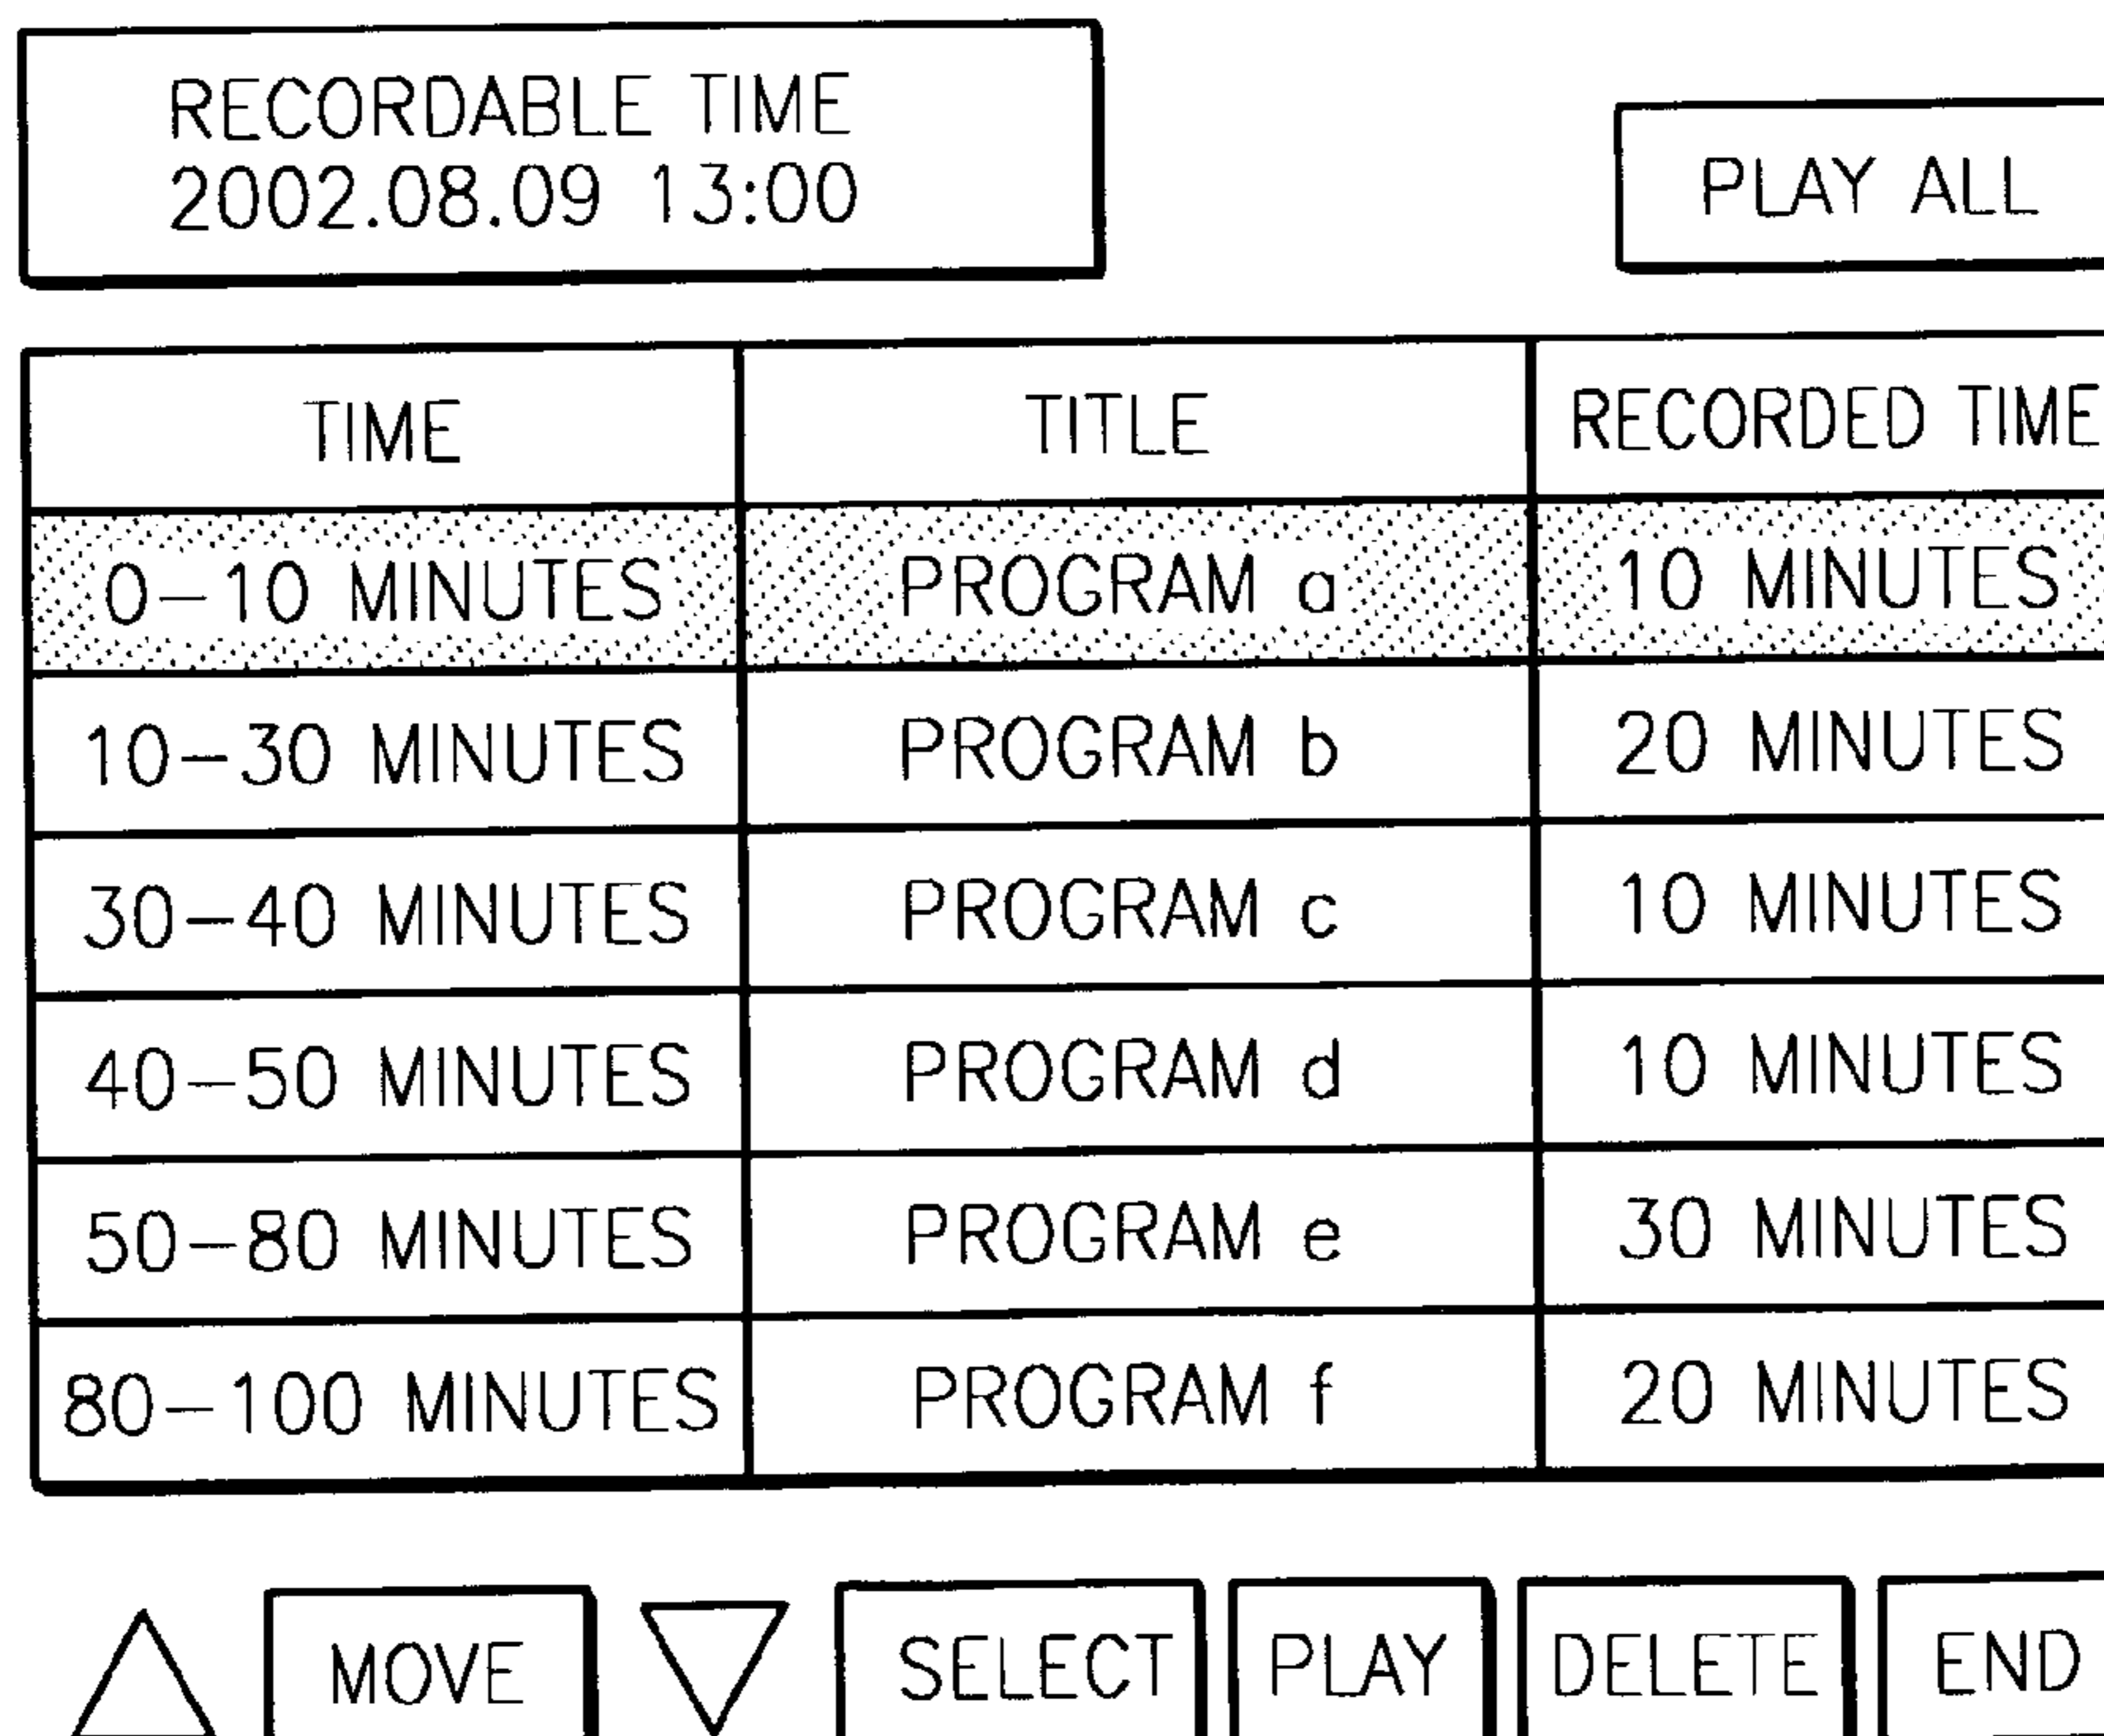 RECORDABLE TIME
2002.08.09 13:00
PLAY ALL
TIME TITLE RECORDED TIME
0-10 MINUTES PROGRAM a 10 MINUTES
10-30 MINUTES PROGRAM b 20 MINUTES
30-40 MINUTES PROGRAM c 10 MINUTES
40-50 MINUTES PROGRAM d 10 MINUTES
50-80 MINUTES PROGRAM e 30 MINUTES
80-100 MINUTES PROGRAM f 20 MINUTES
MOVE SELECT PLAY DELETE END